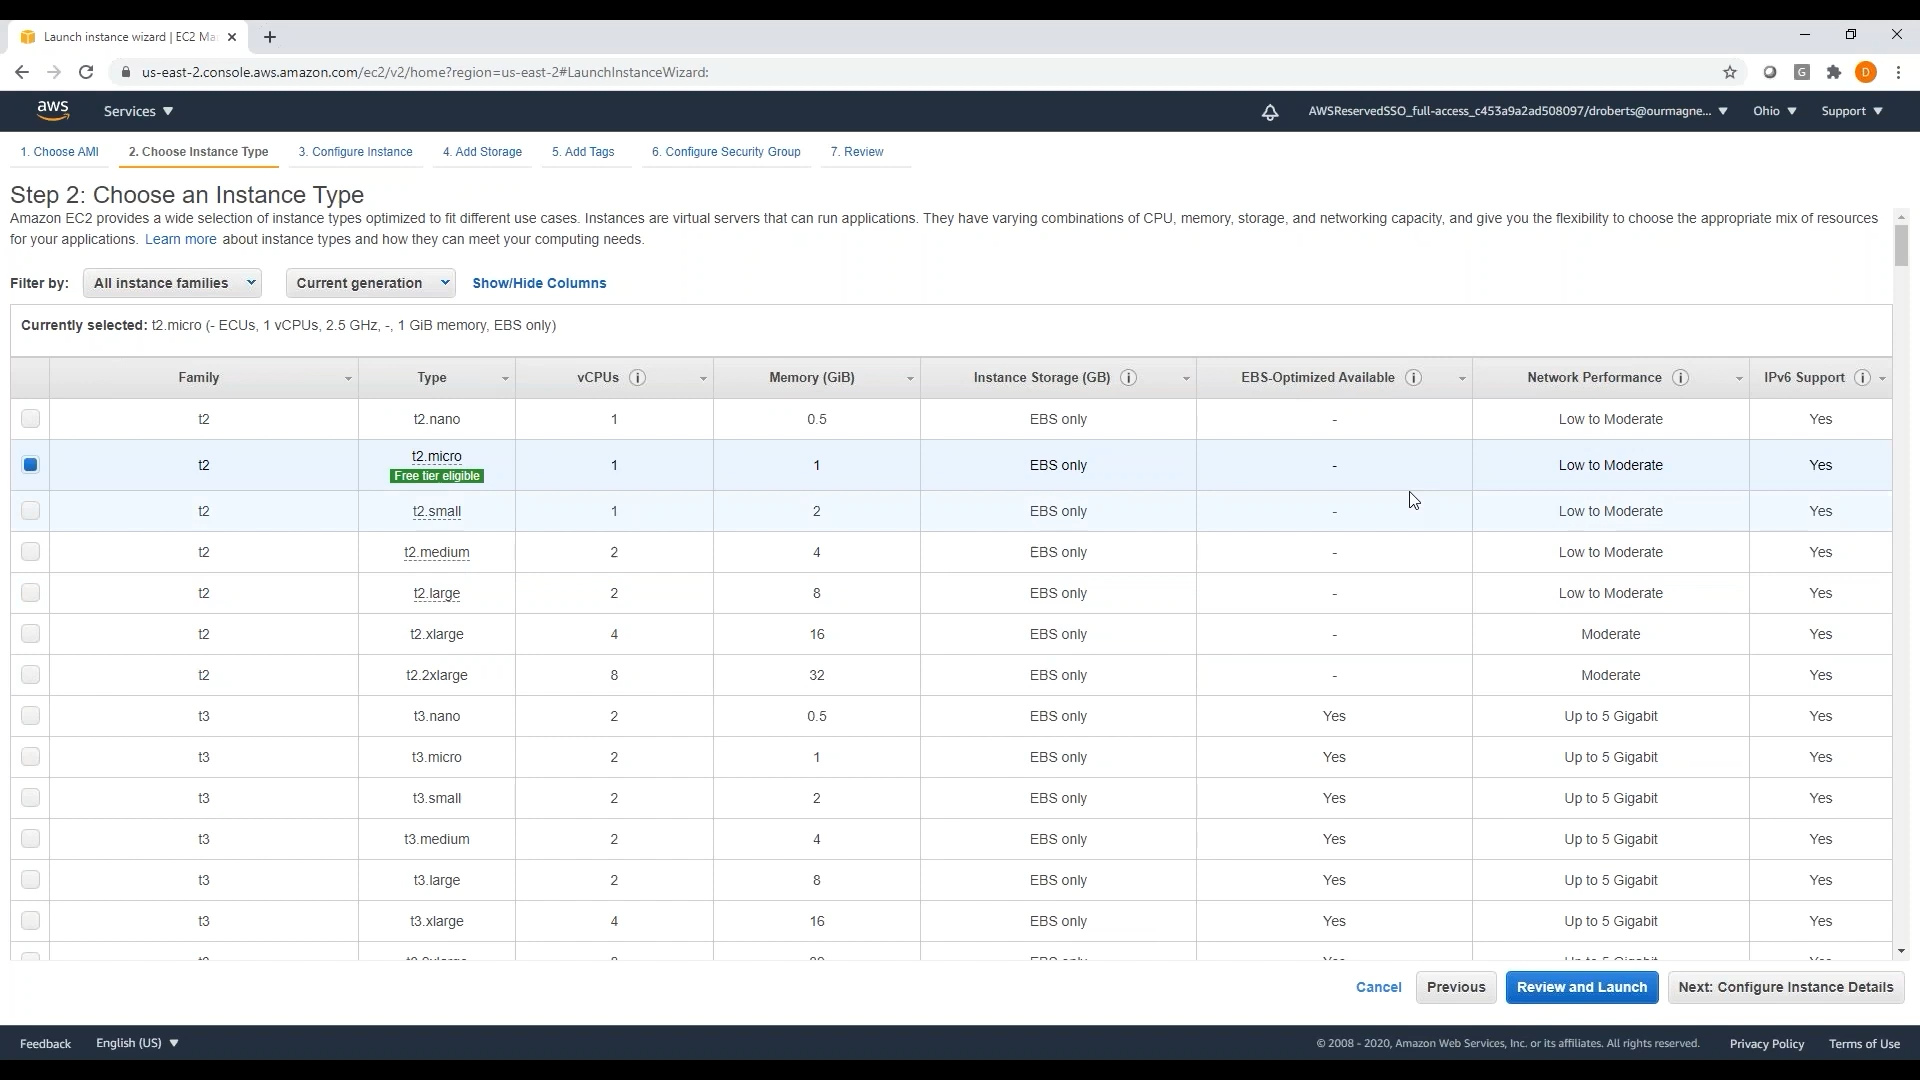 Launch instance wizard | EC2 Ma
us-east-2.console.aws.amazon.com/ec2/v2/home?region=us-east-2#LaunchInstanceWizard:
G
D
aws
Services
AWSReservedSSO_full-access_c453a9a2ad508097/droberts@ourmagne...
Ohio
Support
1. Choose AMI
2. Choose Instance Type
3. Configure Instance
4. Add Storage
5. Add Tags
6. Configure Security Group
7. Review
Step 2: Choose an Instance Type
Amazon EC2 provides a wide selection of instance types optimized to fit different use cases. Instances are virtual servers that can run applications. They have varying combinations of CPU, memory, storage, and networking capacity, and give you the flexibility to choose the appropriate mix of resources
for your applications. Learn more about instance types and how they can meet your computing needs.
Filter by: All instance families Current generation Show/Hide Columns
Currently selected: t2.micro (- ECUs, 1 vCPUs, 2.5 GHz, -, 1 GiB memory, EBS only)
Family Type vCPUs i Memory (GiB) Instance Storage (GB) i EBS-Optimized Available i Network Performance i IPv6 Support i
t2 t2.nano 1 0.5 EBS only - Low to Moderate Yes
t2 t2.micro 1 1 EBS only - Low to Moderate Yes
Free tier eligible
t2 t2.small 1 2 EBS only - Low to Moderate Yes
t2 t2.medium 2 4 EBS only - Low to Moderate Yes
t2 t2.large 2 8 EBS only - Low to Moderate Yes
t2 t2.xlarge 4 16 EBS only - Moderate Yes
t2 t2.2xlarge 8 32 EBS only - Moderate Yes
t3 t3.nano 2 0.5 EBS only Yes Up to 5 Gigabit Yes
t3 t3.micro 2 1 EBS only Yes Up to 5 Gigabit Yes
t3 t3.small 2 2 EBS only Yes Up to 5 Gigabit Yes
t3 t3.medium 2 4 EBS only Yes Up to 5 Gigabit Yes
t3 t3.large 2 8 EBS only Yes Up to 5 Gigabit Yes
t3 t3.xlarge 4 16 EBS only Yes Up to 5 Gigabit Yes
Cancel
Previous
Review and Launch
Next: Configure Instance Details
Feedback
English (US)
© 2008 - 2020, Amazon Web Services, Inc. or its affiliates. All rights reserved.
Privacy Policy
Terms of Use